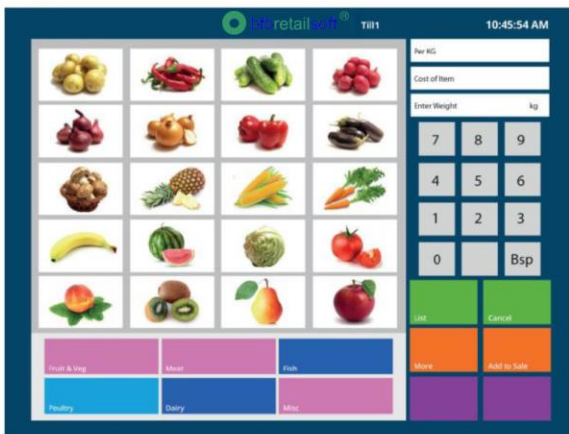 bfbretailsoft® Till1 10:45:54 AM
Per KG
Cost of Item
Enter Weight kg
7 8 9
4 5 6
1 2 3
0 Bsp
List Cancel
More Add to Sale
Fruit & Veg Meat Fish
Poultry Dairy Misc